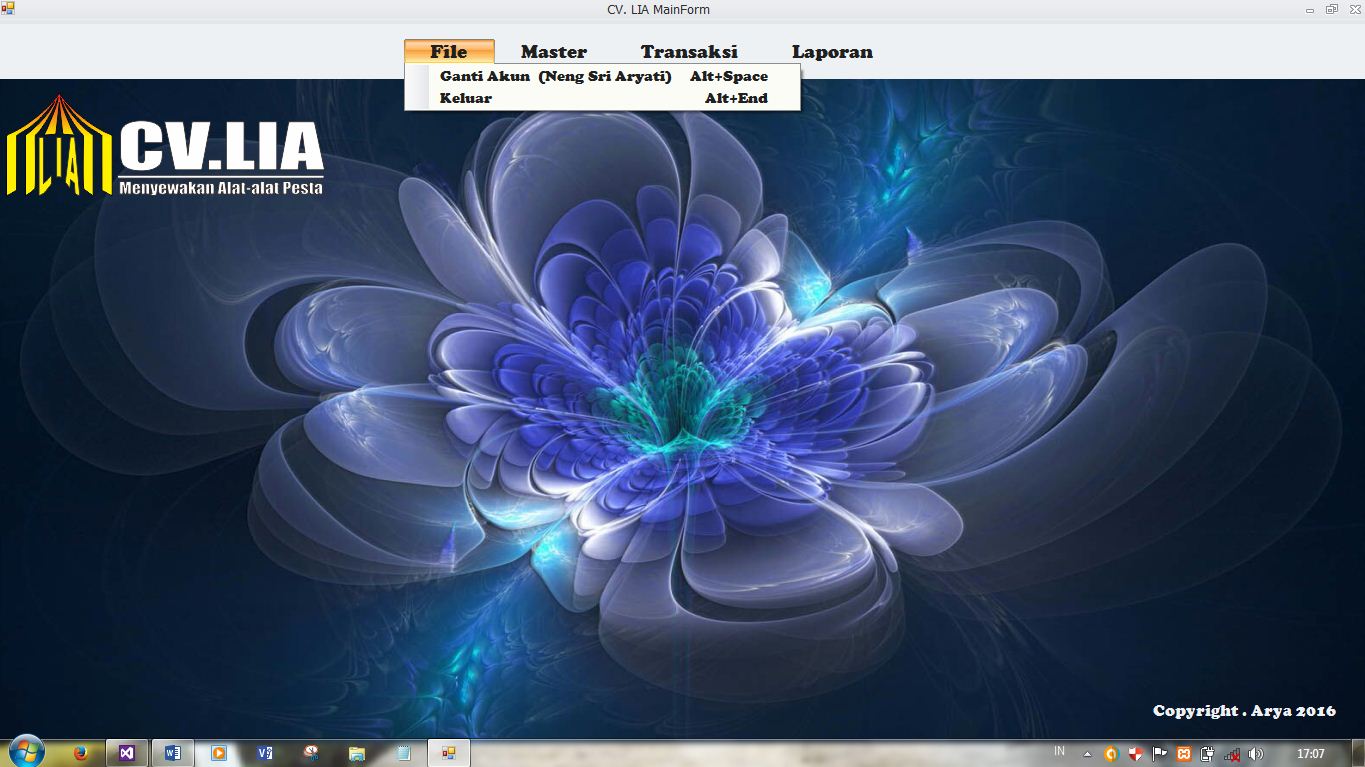 CV. LIA MainForm
File Master Transaksi Laporan
Ganti Akun (Neng Sri Aryati) Alt+Space
Keluar Alt+End
LIA
CV.LIA
Menyewakan Alat-alat Pesta
Copyright . Arya 2016
IN 17:07